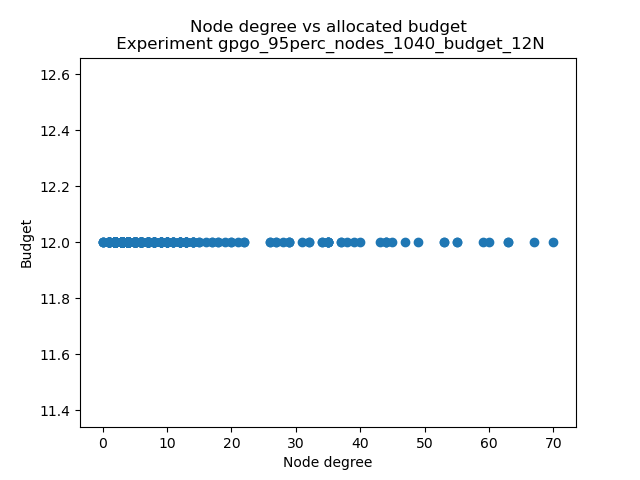 Node degree vs allocated budget
Experiment gpgo_95perc_nodes_1040_budget_12N
12.6
12.4
12.2
12.0
11.8
11.6
11.4
Budget
0 10 20 30 40 50 60 70
Node degree